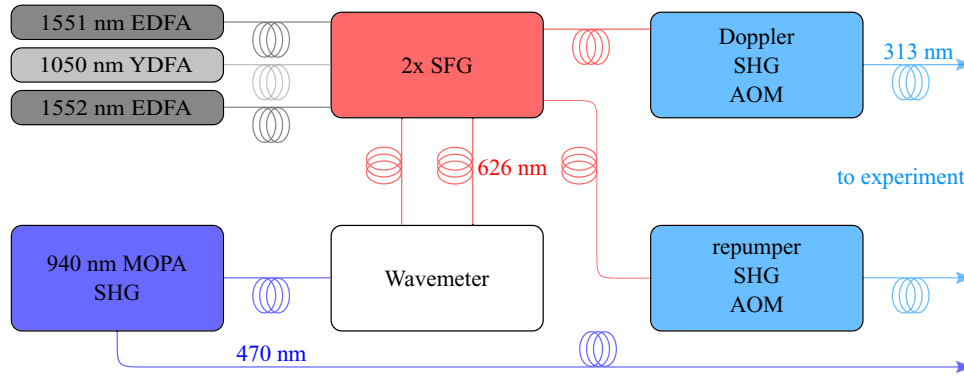 1551 nm EDFA
1050 nm YDFA
1552 nm EDFA
2x SFG
Doppler
SHG
AOM
313 nm
626 nm
to experiment
940 nm MOPA
SHG
Wavemeter
repumper
SHG
AOM
470 nm